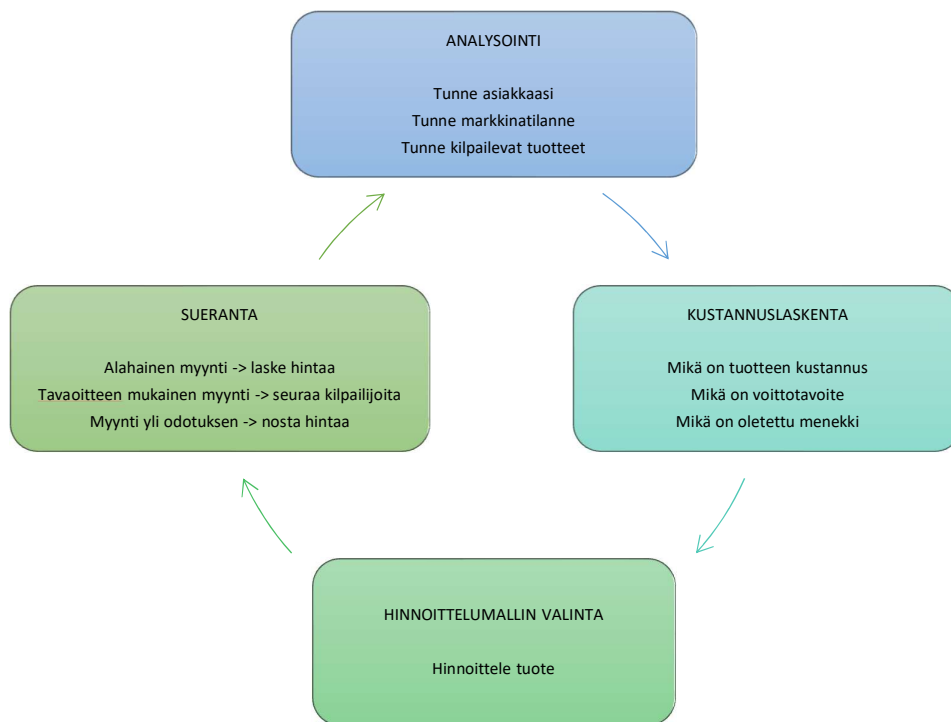 ANALYSOINTI
Tunne asiakkaasi
Tunne markkinatilanne
Tunne kilpailevat tuotteet
SUERANTA
Alahainen myynti -> laske hintaa
Tavaoitteen mukainen myynti -> seuraa kilpailijoita
Myynti yli odotuksen -> nosta hintaa
KUSTANNUSLASKENTA
Mikä on tuotteen kustannus
Mikä on voittotavoite
Mikä on oletettu menekki
HINNOITTELUMALLIN VALINTA
Hinnoittele tuote